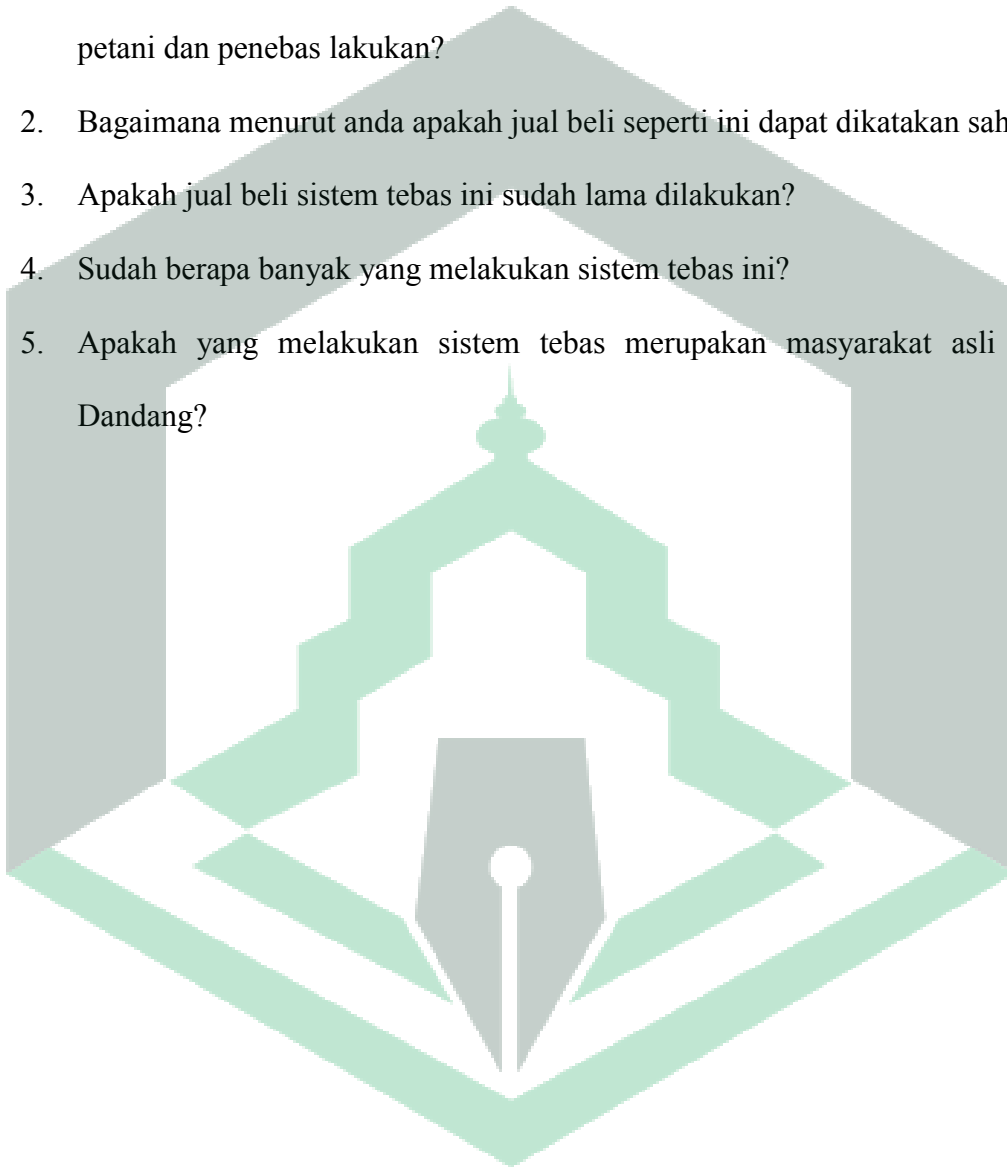 petani dan penebas lakukan?
2. Bagaimana menurut anda apakah jual beli seperti ini dapat dikatakan sah
3. Apakah jual beli sistem tebas ini sudah lama dilakukan?
4. Sudah berapa banyak yang melakukan sistem tebas ini?
5. Apakah yang melakukan sistem tebas merupakan masyarakat asli
Dandang?